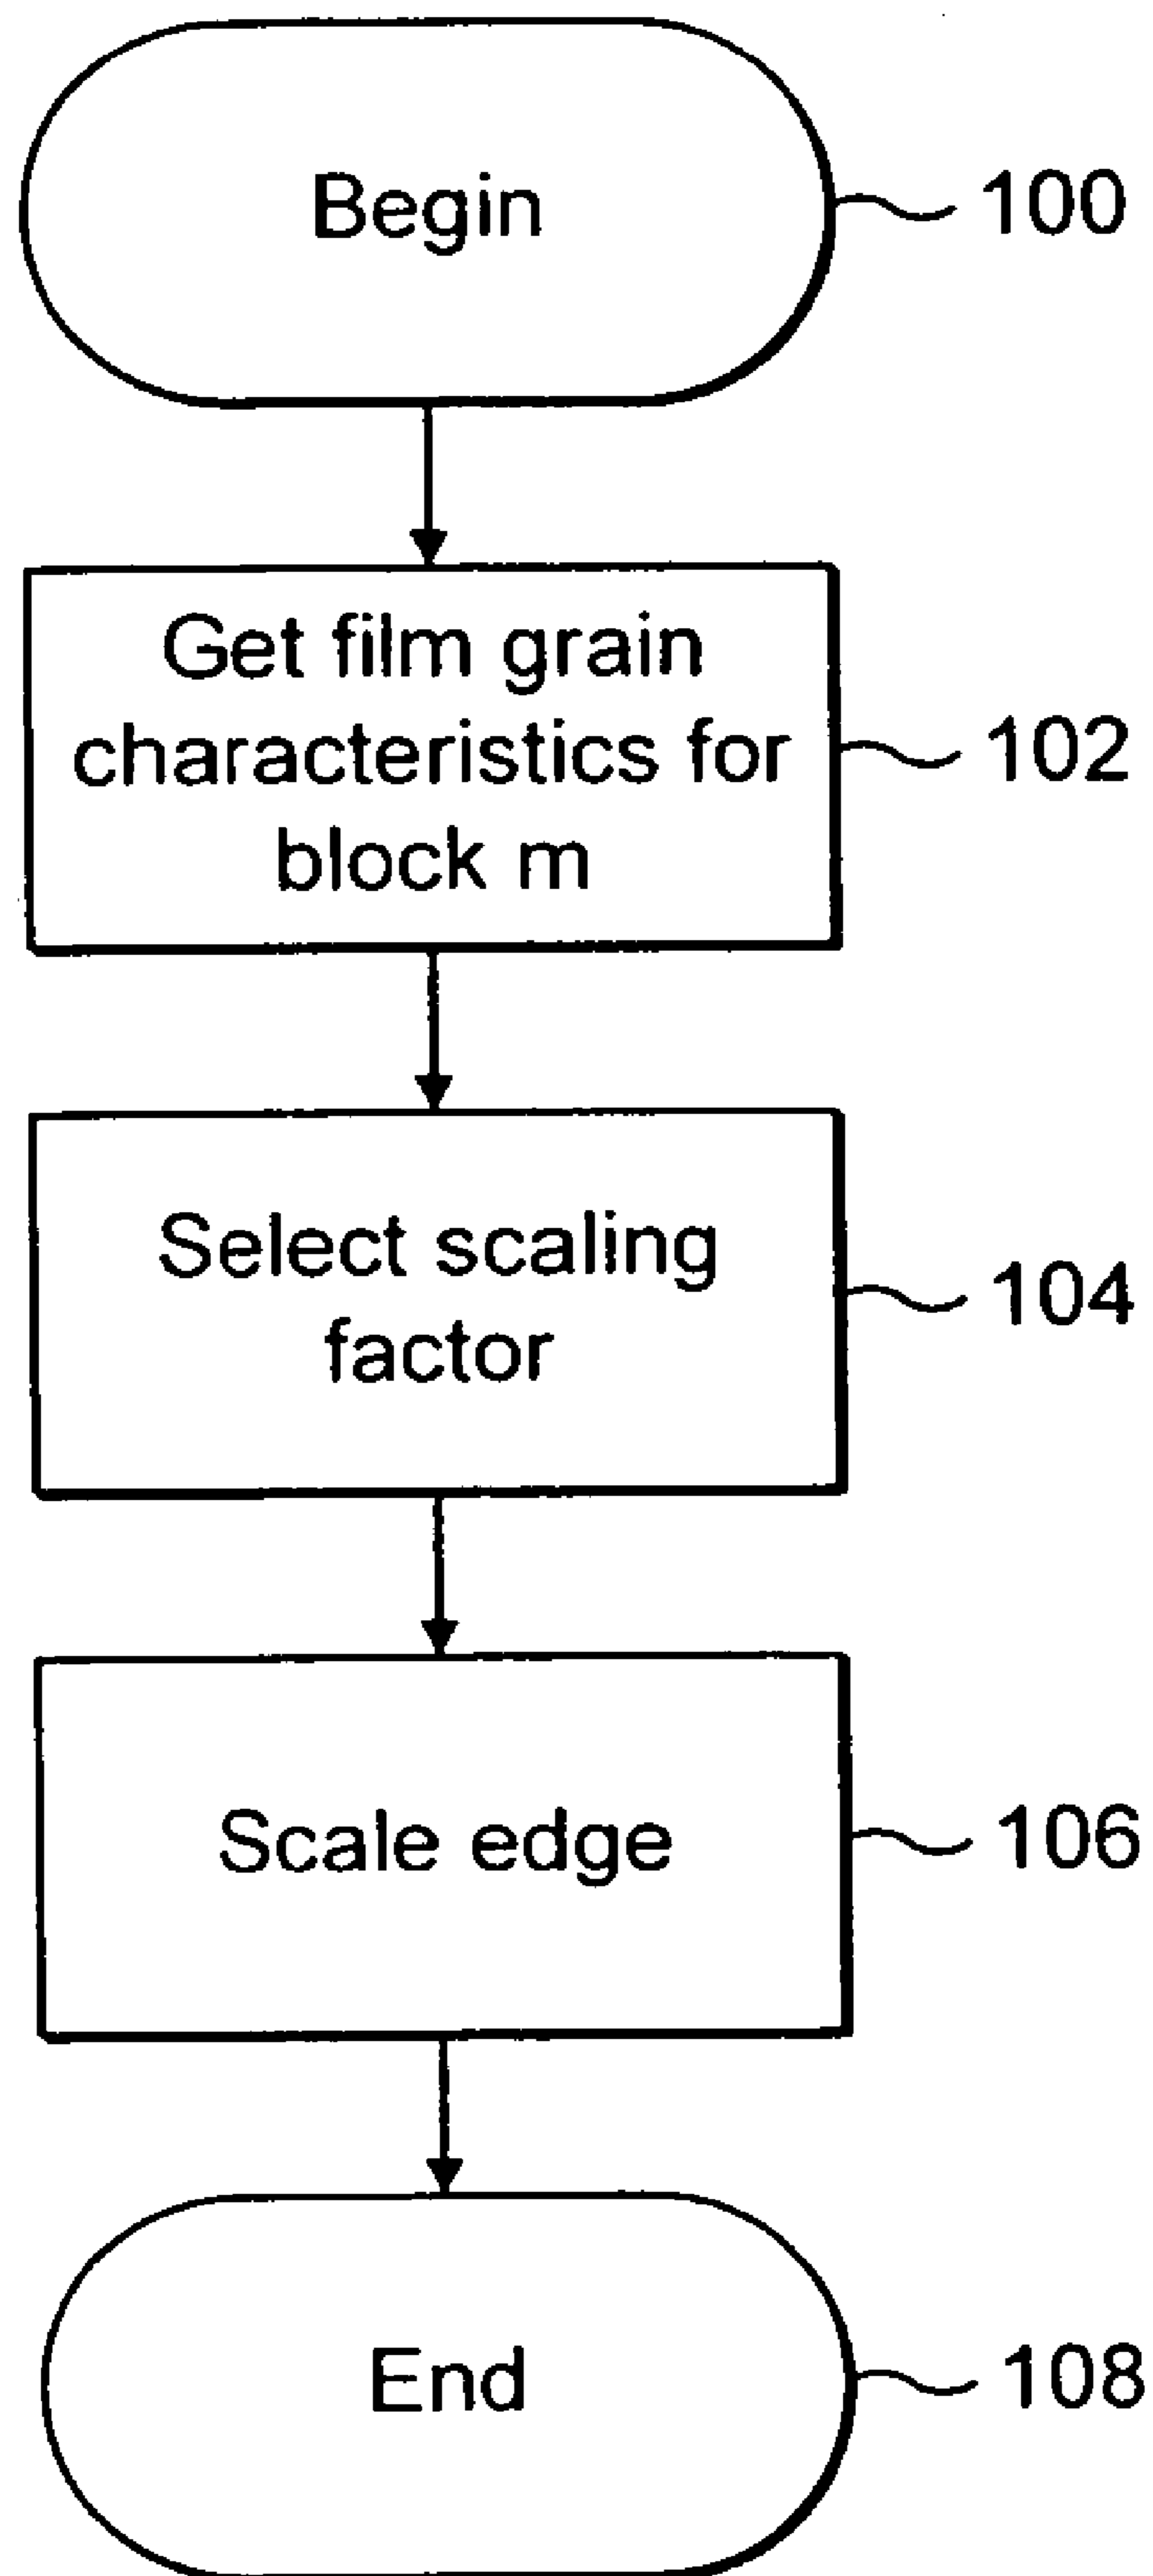 Begin
100
Get film grain
characteristics for
block m
102
Select scaling
factor
104
Scale edge
106
End
108